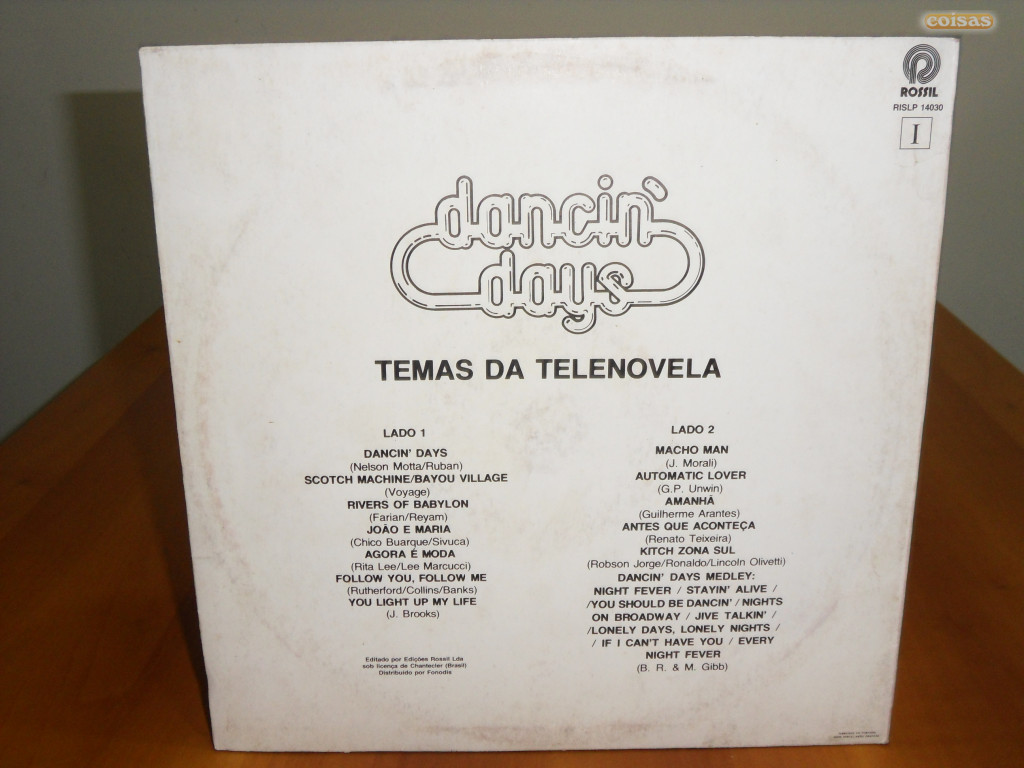 coisas
ROSSIL
RISLP 14030
I
dancin'
days
TEMAS DA TELENOVELA
LADO 1
DANCIN' DAYS
(Nelson Motta/Ruban)
SCOTCH MACHINE/BAYOU VILLAGE
(Voyage)
RIVERS OF BABYLON
(Farian/Reyam)
JOÃO E MARIA
(Chico Buarque/Sivuca)
AGORA É MODA
(Rita Lee/Lee Marcucci)
FOLLOW YOU, FOLLOW ME
(Rutherford/Collins/Banks)
YOU LIGHT UP MY LIFE
(J. Brooks)
Editado por Edições Rossil Lda
sob licença de Chantecler (Brasil)
Distribuído por Fonodis
LADO 2
MACHO MAN
(J. Morali)
AUTOMATIC LOVER
(G.P. Unwin)
AMANHÃ
(Guilherme Arantes)
ANTES QUE ACONTEÇA
(Renato Teixeira)
KITCH ZONA SUL
(Robson Jorge/Ronaldo/Lincoln Olivetti)
DANCIN' DAYS MEDLEY:
NIGHT FEVER / STAYIN' ALIVE /
/YOU SHOULD BE DANCIN' / NIGHTS
ON BROADWAY / JIVE TALKIN' /
/LONELY DAYS, LONELY NIGHTS /
/ IF I CAN'T HAVE YOU / EVERY
NIGHT FEVER
(B. R. & M. Gibb)